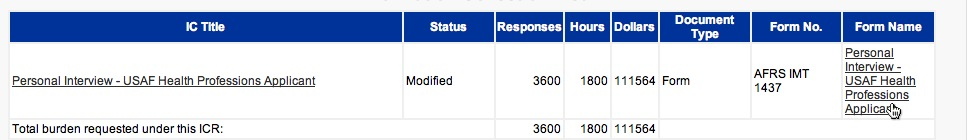 IC Title Status Responses Hours Dollars Document Type Form No. Form Name
Personal Interview - USAF Health Professions Applicant Modified 3600 1800 111564 Form AFRS IMT 1437 Personal Interview - USAF Health Professions Applicant
Total burden requested under this ICR: 3600 1800 111564